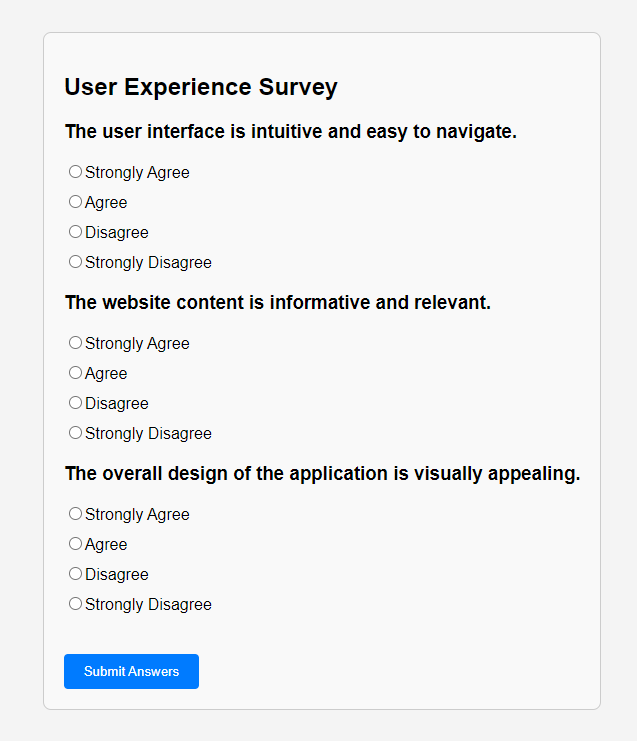 User Experience Survey
The user interface is intuitive and easy to navigate.
Strongly Agree
Agree
Disagree
Strongly Disagree
The website content is informative and relevant.
Strongly Agree
Agree
Disagree
Strongly Disagree
The overall design of the application is visually appealing.
Strongly Agree
Agree
Disagree
Strongly Disagree
Submit Answers